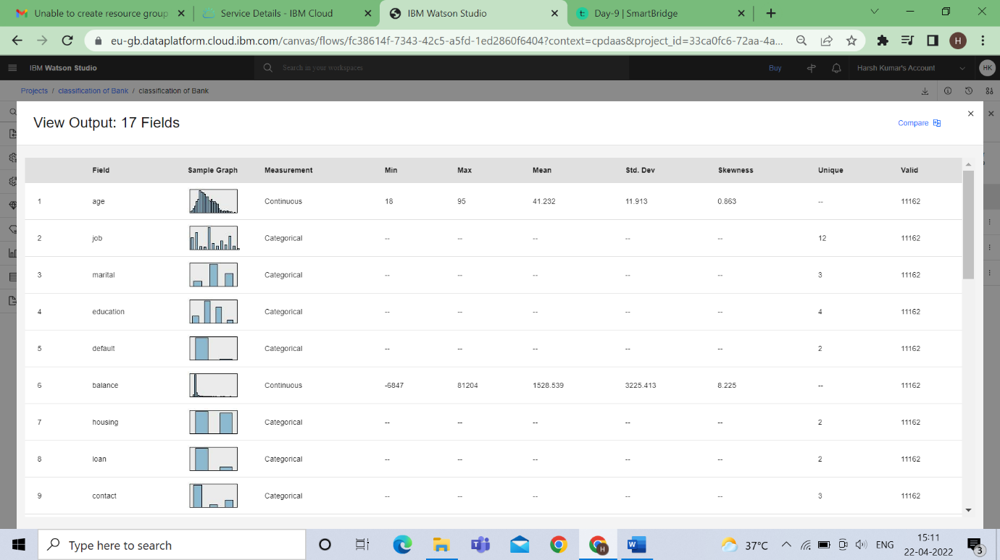 Unable to create resource group
Service Details - IBM Cloud
IBM Watson Studio
t: Day-9 | SmartBridge
eu-gb.dataplatform.cloud.ibm.com/canvas/flows/fc38614f-7343-42c5-a5fd-1ed2860f6404?context=cpdaas&project_id=33ca0fc6-72aa-4a...
H
IBM Watson Studio
Search in your workspaces
Buy
Harsh Kumar's Account
HK
Projects / classification of Bank / classification of Bank
View Output: 17 Fields
Compare
Field Sample Graph Measurement Min Max Mean Std. Dev Skewness Unique Valid
1 age Continuous 18 95 41.232 11.913 0.863 -- 11162
2 job Categorical -- -- -- -- -- 12 11162
3 marital Categorical -- -- -- -- -- 3 11162
4 education Categorical -- -- -- -- -- 4 11162
5 default Categorical -- -- -- -- -- 2 11162
6 balance Continuous -6847 81204 1528.539 3225.413 8.225 -- 11162
7 housing Categorical -- -- -- -- -- 2 11162
8 loan Categorical -- -- -- -- -- 2 11162
9 contact Categorical -- -- -- -- -- 3 11162
Type here to search
37°C
ENG
15:11
22-04-2022
3